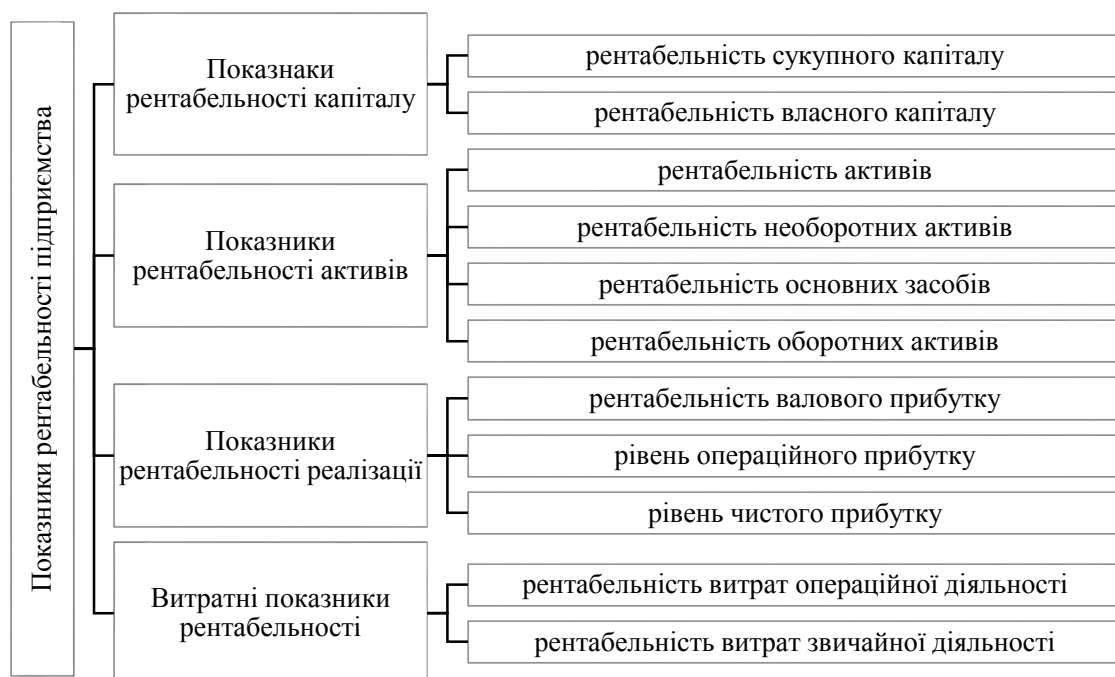 Показники рентабельності підприємства
Показнаки
рентабельності капіталу
рентабельність сукупного капіталу
рентабельність власного капіталу
Показники
рентабельності активів
рентабельність активів
рентабельність необоротних активів
рентабельність основних засобів
рентабельність оборотних активів
Показники
рентабельності реалізації
рентабельність валового прибутку
рівень операційного прибутку
рівень чистого прибутку
Витратні показники
рентабельності
рентабельність витрат операційної діяльності
рентабельність витрат звичайної діяльності